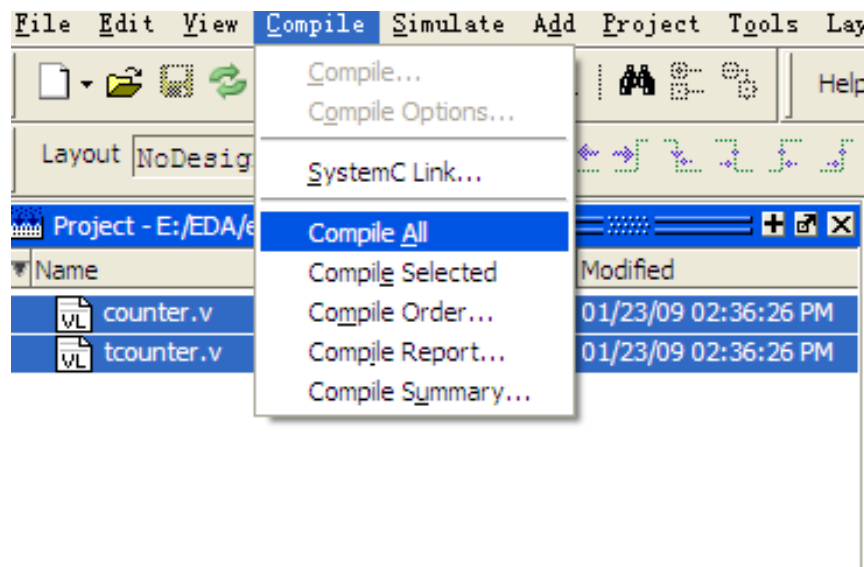 File Edit View Compile Simulate Add Project Tools Lay
Compile...
Help
Compile Options...
Layout NoDesig
SystemC Link...
Project - E:/EDA/e
Compile All
Name
Compile Selected
Modified
counter.v
Compile Order...
01/23/09 02:36:26 PM
tcounter.v
Compile Report...
01/23/09 02:36:26 PM
Compile Summary...